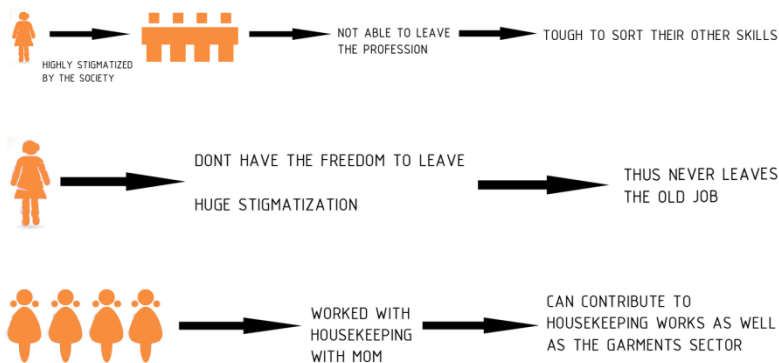 HIGHLY STIGMATIZED
BY THE SOCIETY
NOT ABLE TO LEAVE
THE PROFESSION
TOUGH TO SORT THEIR OTHER SKILLS
DONT HAVE THE FREEDOM TO LEAVE
HUGE STIGMATIZATION
THUS NEVER LEAVES
THE OLD JOB
WORKED WITH
HOUSEKEEPING
WITH MOM
CAN CONTRIBUTE TO
HOUSEKEEPING WORKS AS WELL
AS THE GARMENTS SECTOR